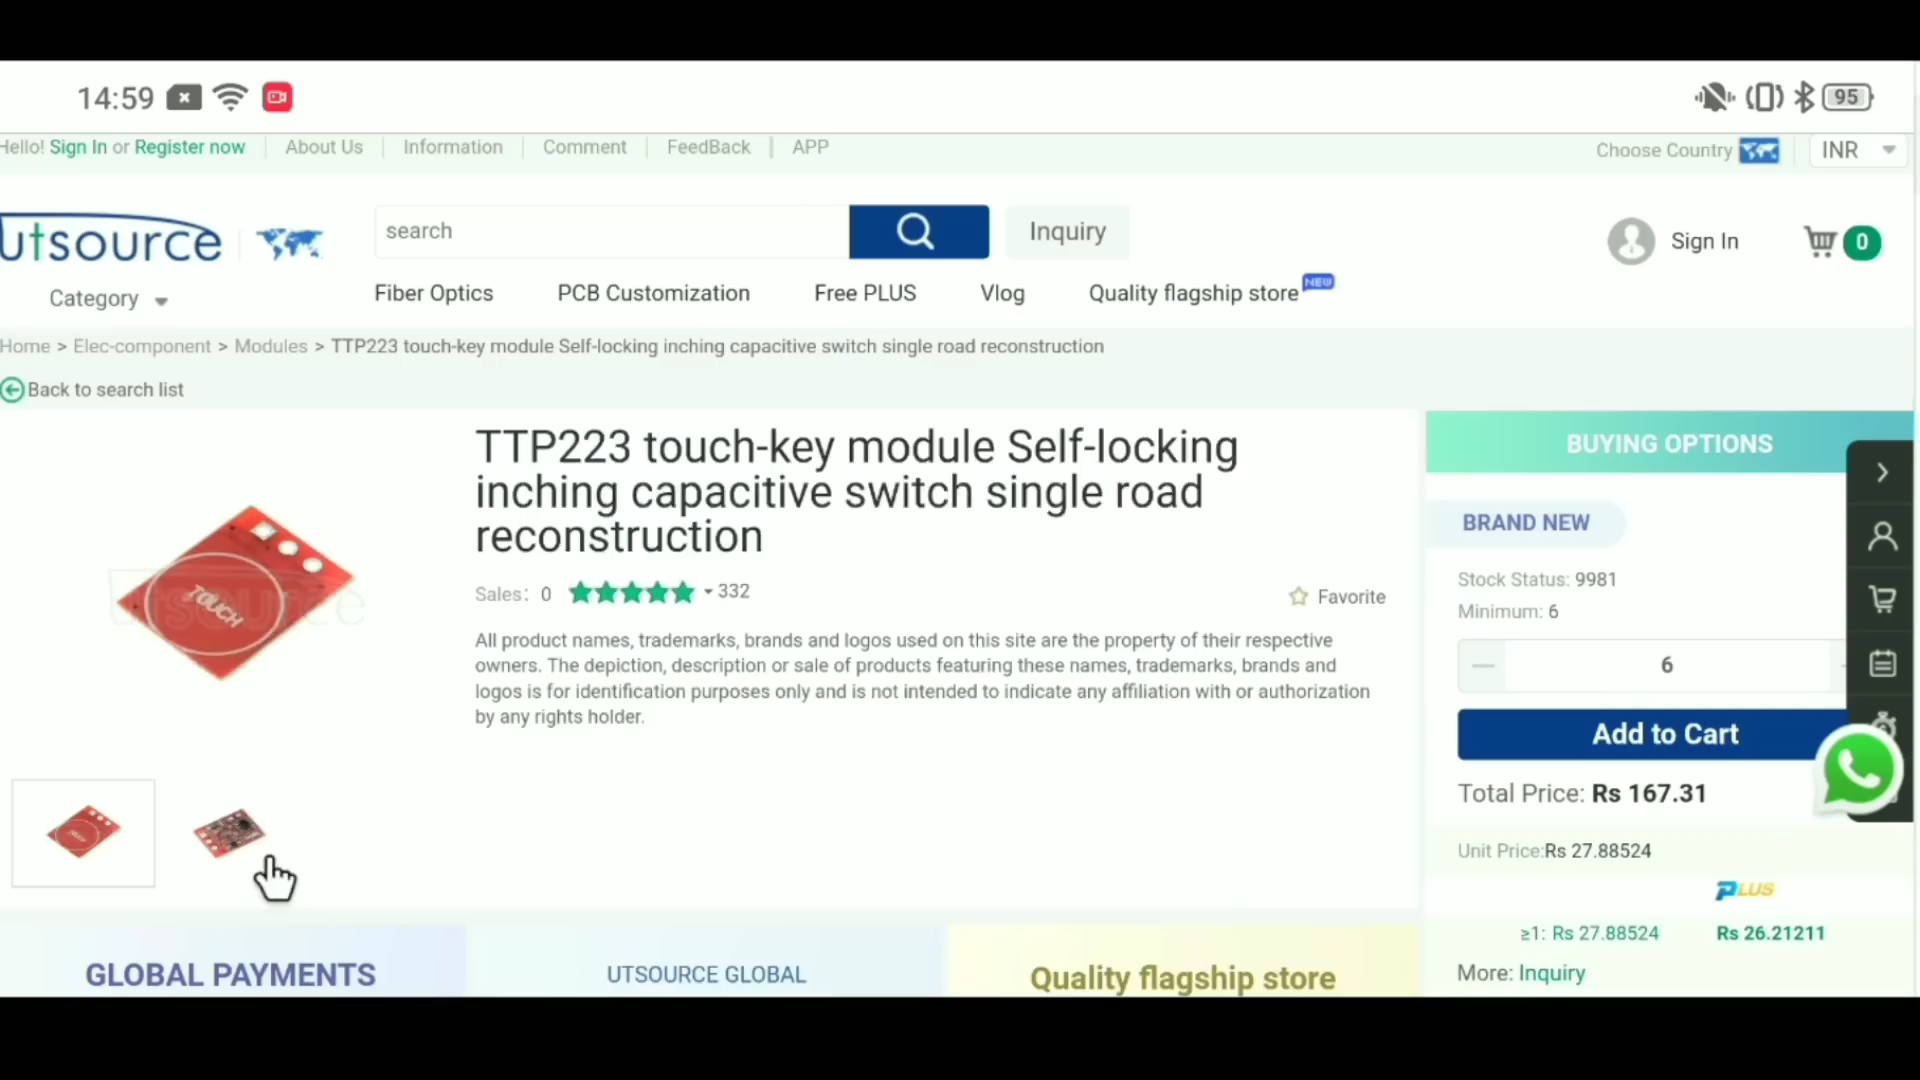 14:59
95
Hello! Sign In or Register now
About Us
Information
Comment
FeedBack
APP
Choose Country
INR
utsource
search
Inquiry
Sign In
0
Category
Fiber Optics
PCB Customization
Free PLUS
Vlog
Quality flagship store
NEW
Home > Elec-component > Modules > TTP223 touch-key module Self-locking inching capacitive switch single road reconstruction
Back to search list
TTP223 touch-key module Self-locking
inching capacitive switch single road
reconstruction
Sales: 0
332
Favorite
All product names, trademarks, brands and logos used on this site are the property of their respective
owners. The depiction, description or sale of products featuring these names, trademarks, brands and
logos is for identification purposes only and is not intended to indicate any affiliation with or authorization
by any rights holder.
TOUCH
utsource
BUYING OPTIONS
BRAND NEW
Stock Status: 9981
Minimum: 6
6
Add to Cart
Total Price: Rs 167.31
Unit Price:Rs 27.88524
PLUS
≥1: Rs 27.88524
Rs 26.21211
More: Inquiry
GLOBAL PAYMENTS
UTSOURCE GLOBAL
Quality flagship store